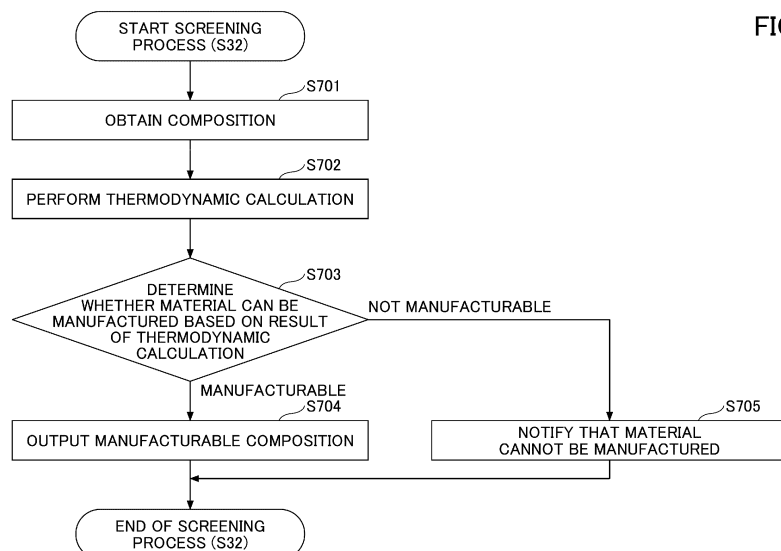 START SCREENING
PROCESS (S32)
FIG
S701
OBTAIN COMPOSITION
S702
PERFORM THERMODYNAMIC CALCULATION
S703
DETERMINE
WHETHER MATERIAL CAN BE
MANUFACTURED BASED ON RESULT
OF THERMODYNAMIC
CALCULATION
NOT MANUFACTURABLE
MANUFACTURABLE
S704
OUTPUT MANUFACTURABLE COMPOSITION
S705
NOTIFY THAT MATERIAL
CANNOT BE MANUFACTURED
END OF SCREENING
PROCESS (S32)